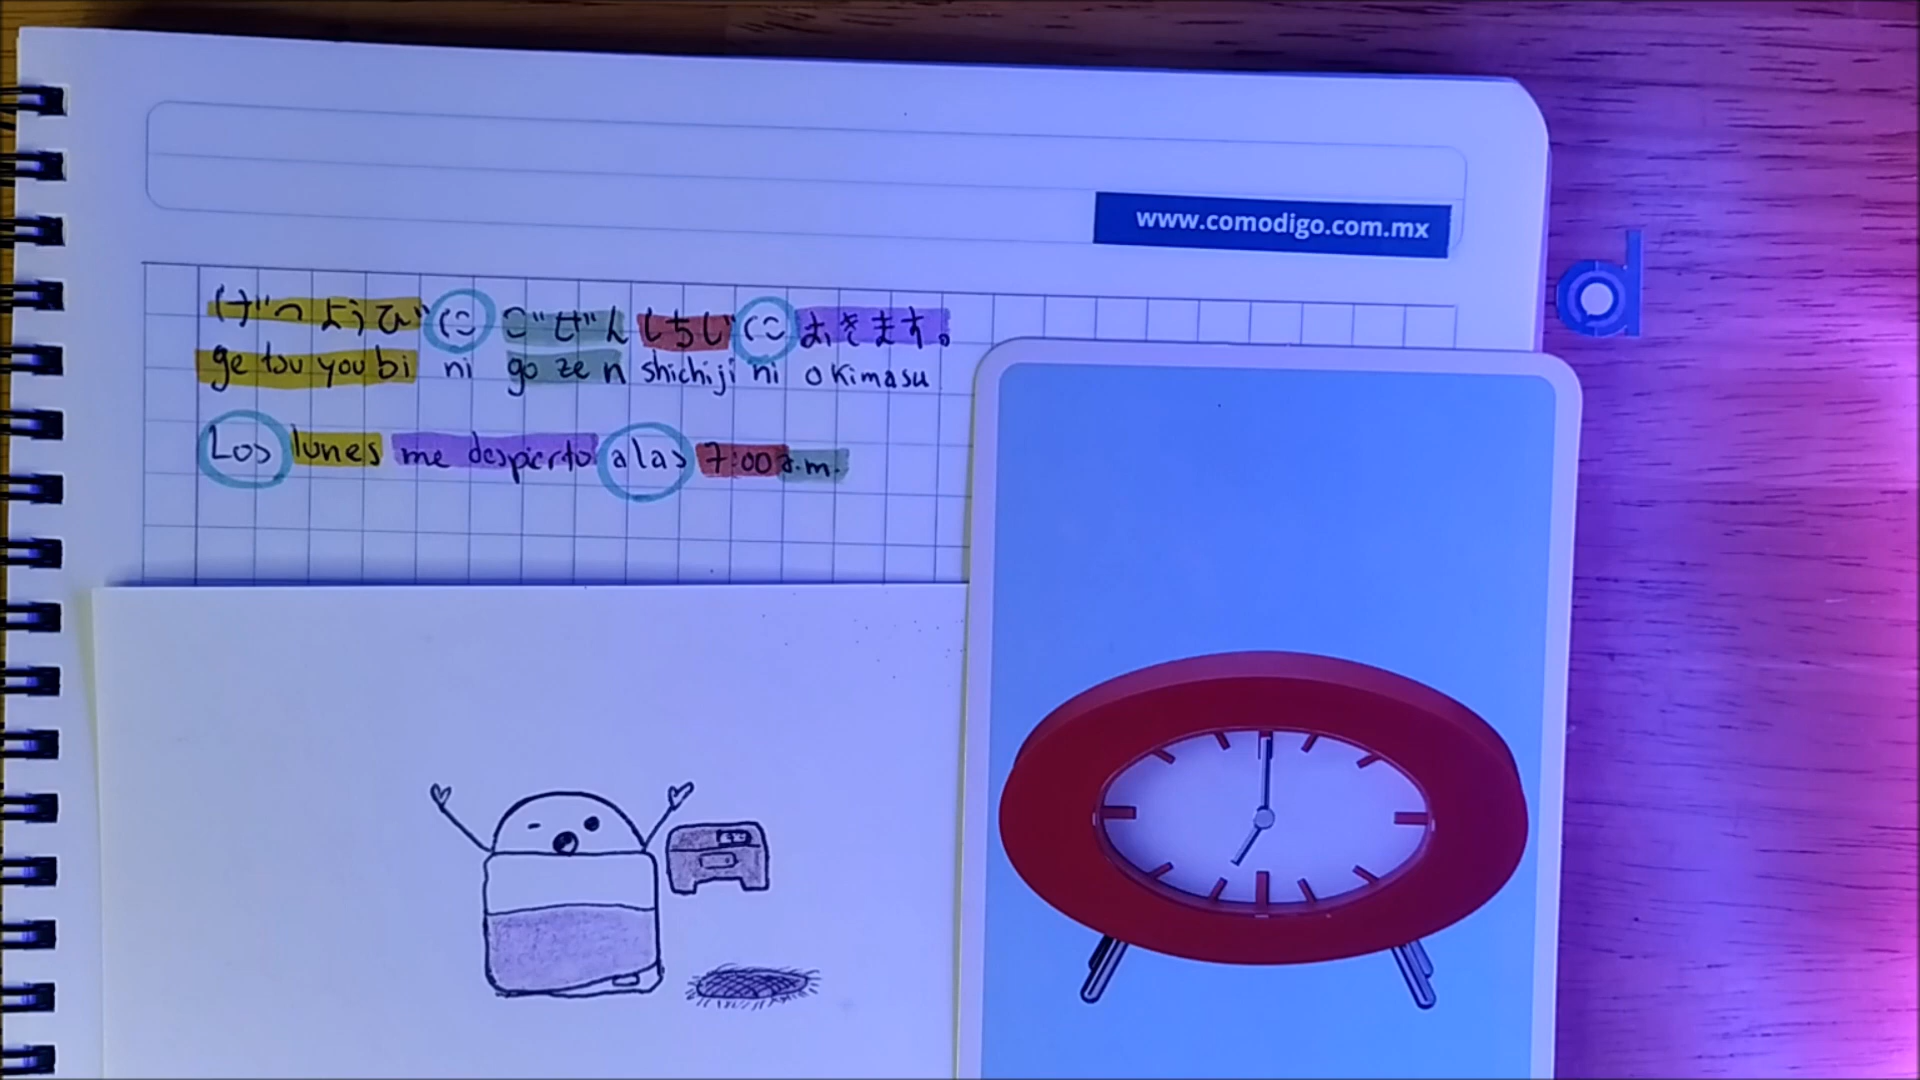 www.comodigo.com.mx
げつようびに ごぜん しちじに おきます。
ge tsu you bi ni go ze n shichiji ni okimasu
Los lunes me despierto a las 7:00 a.m.